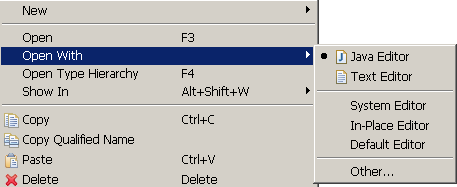 New
Open F3
Open With
Open Type Hierarchy F4
Show In Alt+Shift+W
Copy Ctrl+C
Copy Qualified Name
Paste Ctrl+V
Delete Delete
Java Editor
Text Editor
System Editor
In-Place Editor
Default Editor
Other...